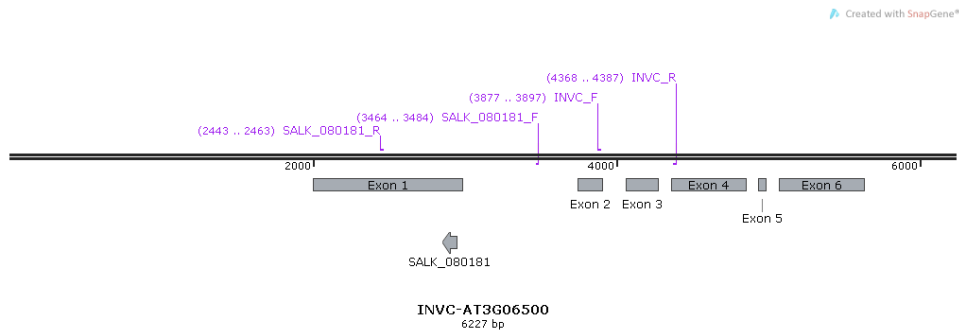 Created with SnapGene®
(4368 .. 4387) INVC_R
(3877 .. 3897) INVC_F
(3464 .. 3484) SALK_080181_F
(2443 .. 2463) SALK_080181_R
2000 4000 6000
Exon 1 Exon 4 Exon 6
Exon 2 Exon 3
Exon 5
SALK_080181
INVC-AT3G06500
6227 bp